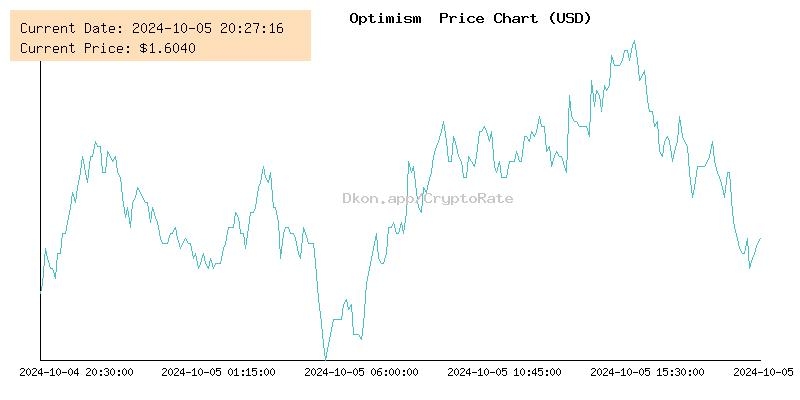 Optimism  Price Chart (USD)
Current Date: 2024-10-05 20:27:16
Current Price: $1.6040
Dkon.app/CryptoRate
2024-10-04 20:30:00
2024-10-05 01:15:00
2024-10-05 06:00:00
2024-10-05 10:45:00
2024-10-05 15:30:00
2024-10-05